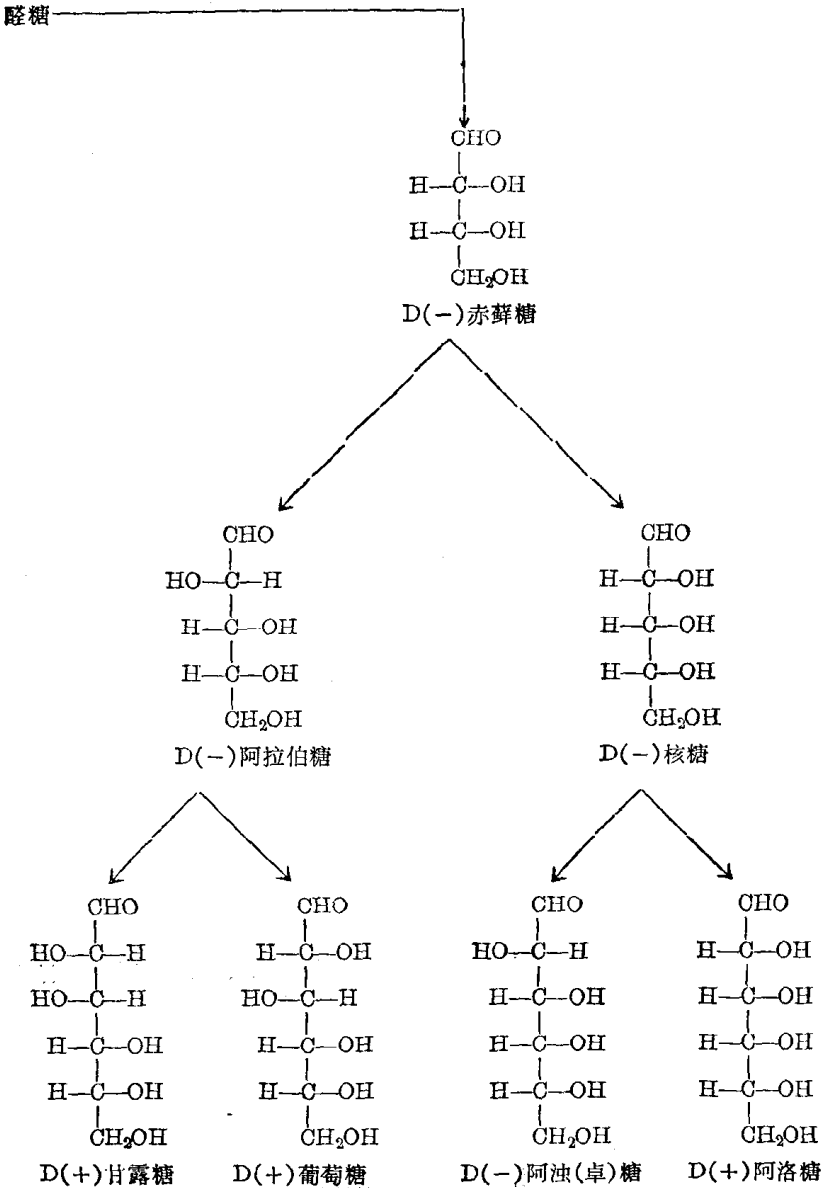 醛糖
CHO
H—C—OH
H—C—OH
CH₂OH
D(-)赤藓糖
CHO
HO—C—H
H—C—OH
H—C—OH
CH₂OH
D(-)阿拉伯糖
CHO
H—C—OH
H—C—OH
H—C—OH
CH₂OH
D(-)核糖
CHO
HO—C—H
HO—C—H
H—C—OH
H—C—OH
CH₂OH
D(+)甘露糖
CHO
H—C—OH
HO—C—H
H—C—OH
H—C—OH
CH₂OH
D(+)葡萄糖
CHO
HO—C—H
H—C—OH
H—C—OH
H—C—OH
CH₂OH
D(-)阿浊(卓)糖
CHO
H—C—OH
H—C—OH
H—C—OH
H—C—OH
CH₂OH
D(+)阿洛糖